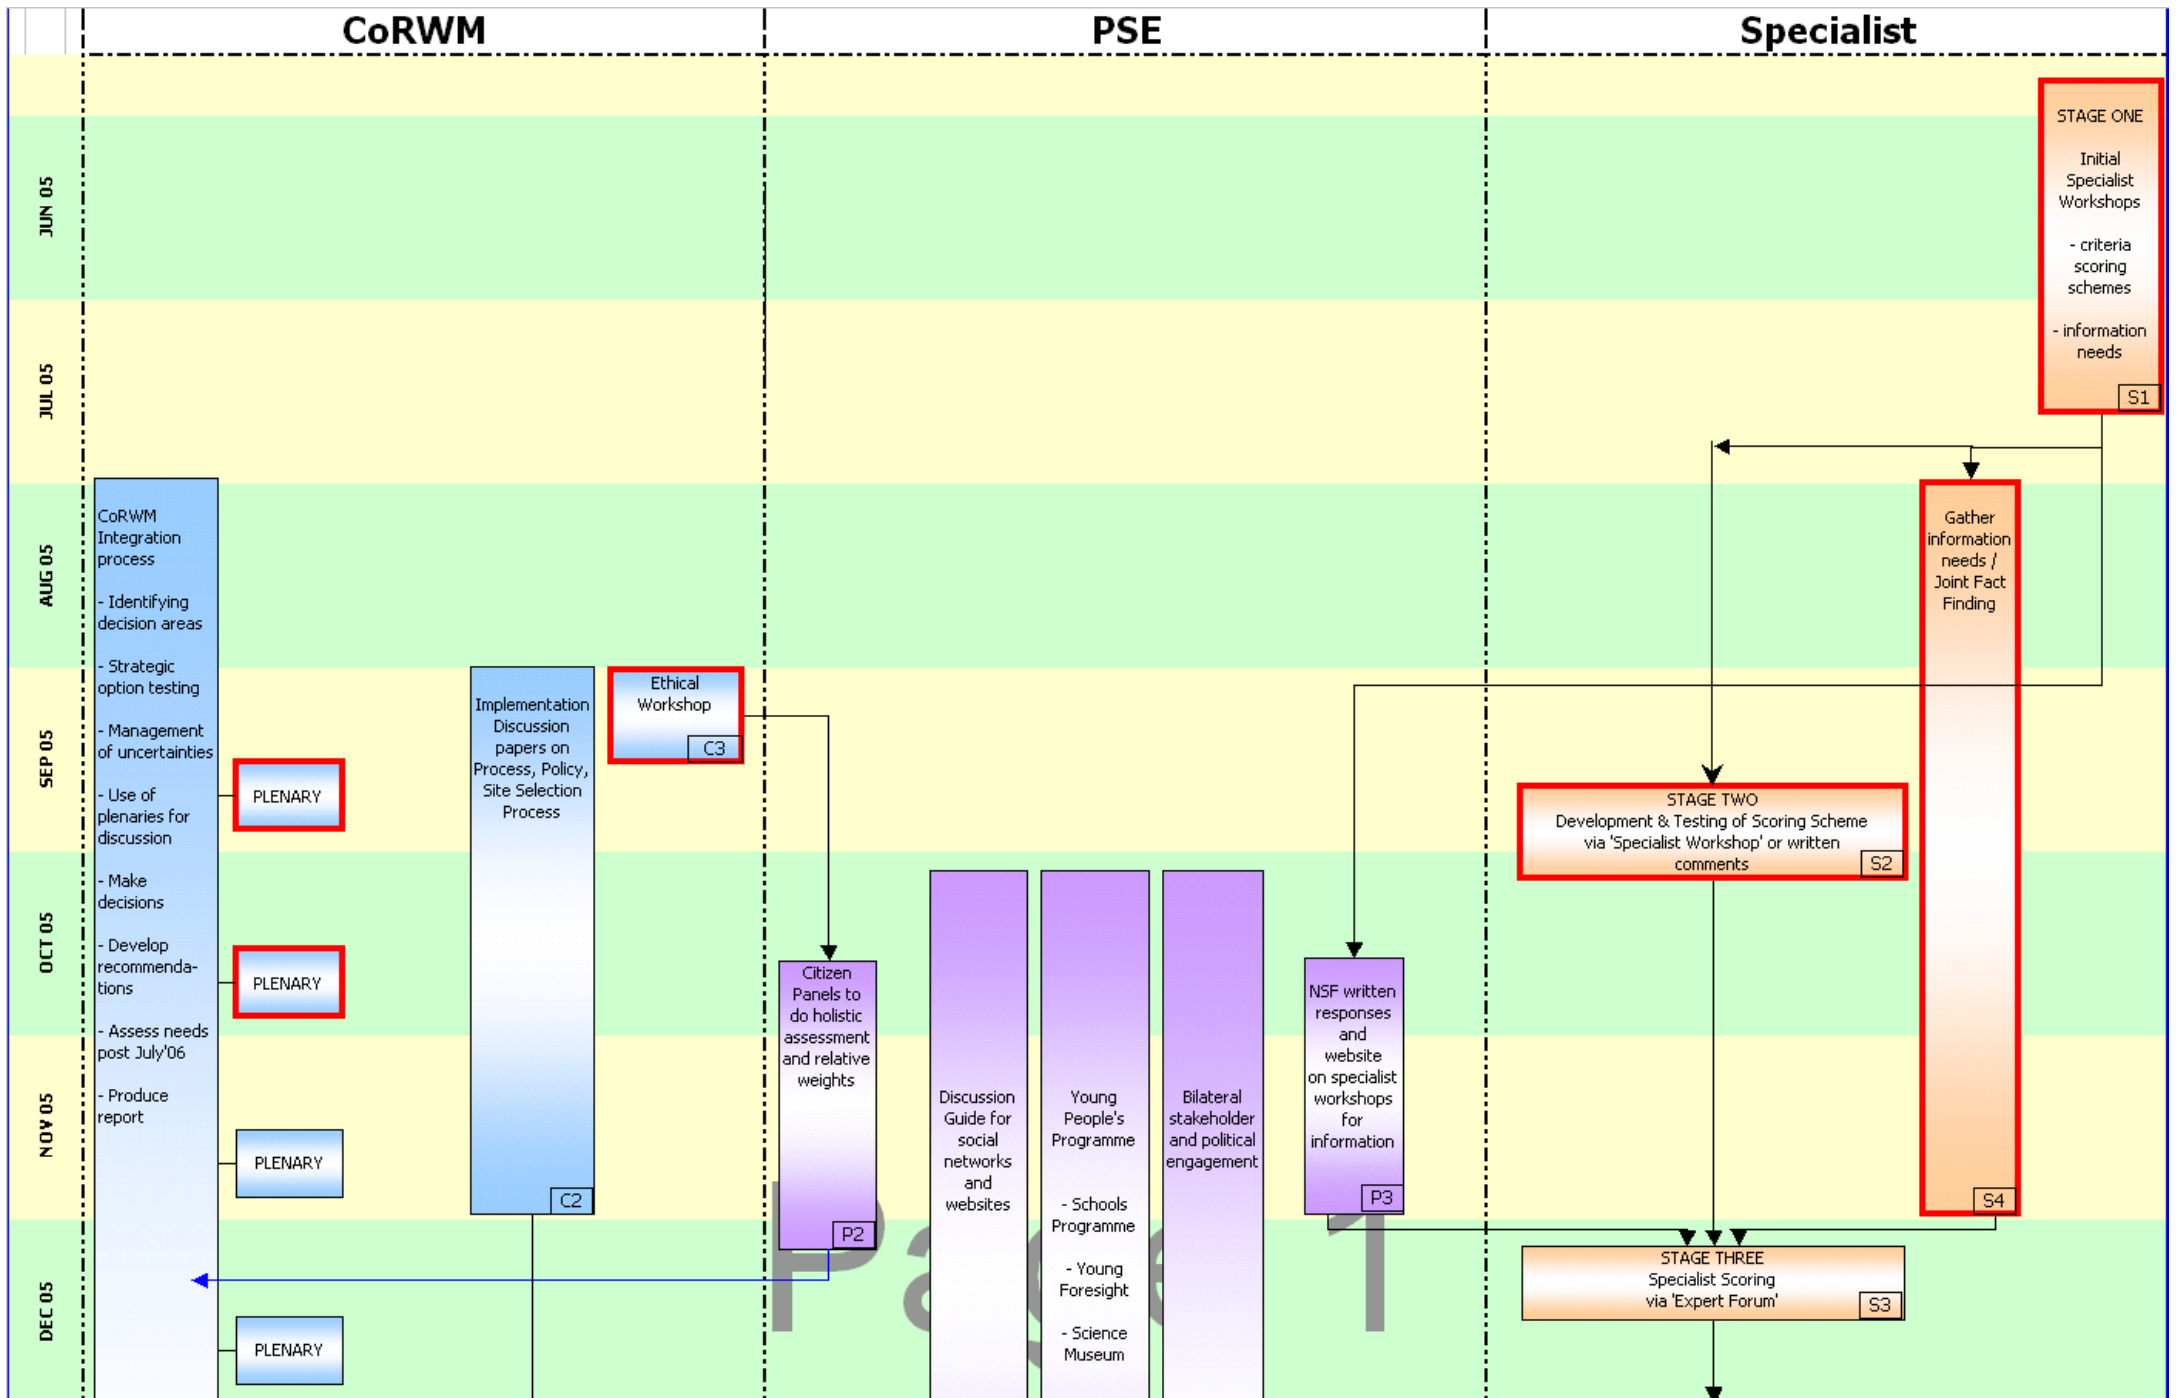 CoRWM
PSE
Specialist
JUN 05
JUL 05
AUG 05
SEP 05
OCT 05
NOV 05
DEC 05
CoRWM
Integration
process
- Identifying
decision areas
- Strategic
option testing
- Management
of uncertainties
- Use of
plenaries for
discussion
- Make
decisions
- Develop
recommenda-
tions
- Assess needs
post July'06
- Produce
report
PLENARY
PLENARY
PLENARY
PLENARY
Implementation
Discussion
papers on
Process, Policy,
Site Selection
Process
C2
Ethical
Workshop
C3
Citizen
Panels to
do holistic
assessment
and relative
weights
P2
Discussion
Guide for
social
networks
and
websites
Young
People's
Programme
- Schools
Programme
- Young
Foresight
- Science
Museum
Bilateral
stakeholder
and political
engagement
NSF written
responses
and
website
on specialist
workshops
for
information
P3
STAGE ONE
Initial
Specialist
Workshops
- criteria
scoring
schemes
- information
needs
S1
Gather
information
needs /
Joint Fact
Finding
S4
STAGE TWO
Development & Testing of Scoring Scheme
via 'Specialist Workshop' or written
comments
S2
STAGE THREE
Specialist Scoring
via 'Expert Forum'
S3
Page 1